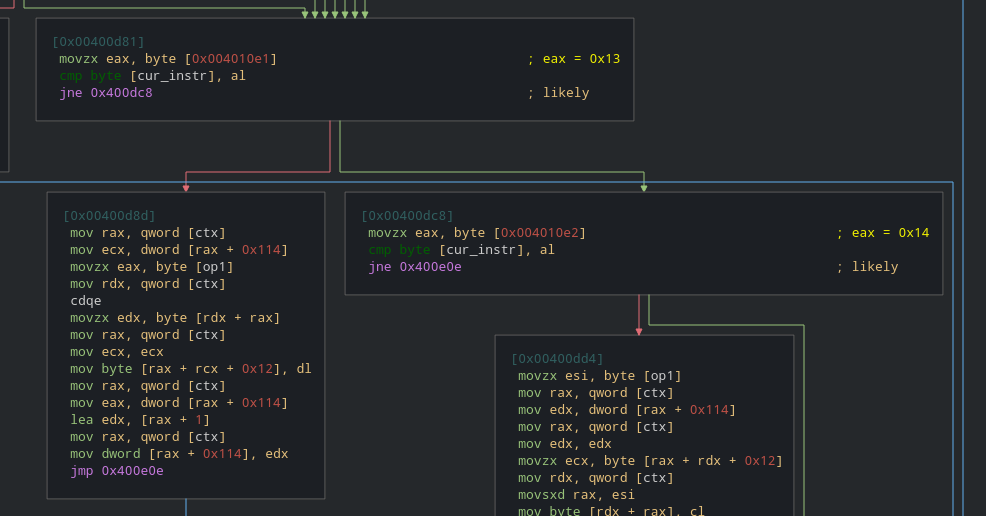 [0x00400d81]
movzx eax, byte [0x004010e1] ; eax = 0x13
cmp byte [cur_instr], al
jne 0x400dc8 ; likely
[0x00400d8d]
mov rax, qword [ctx]
mov ecx, dword [rax + 0x114]
movzx eax, byte [op1]
mov rdx, qword [ctx]
cdqe
movzx edx, byte [rdx + rax]
mov rax, qword [ctx]
mov ecx, ecx
mov byte [rax + rcx + 0x12], dl
mov rax, qword [ctx]
mov eax, dword [rax + 0x114]
lea edx, [rax + 1]
mov rax, qword [ctx]
mov dword [rax + 0x114], edx
jmp 0x400e0e
[0x00400dc8]
movzx eax, byte [0x004010e2] ; eax = 0x14
cmp byte [cur_instr], al
jne 0x400e0e ; likely
[0x00400dd4]
movzx esi, byte [op1]
mov rax, qword [ctx]
mov edx, dword [rax + 0x114]
mov rax, qword [ctx]
mov edx, edx
movzx ecx, byte [rax + rdx + 0x12]
mov rdx, qword [ctx]
movsxd rax, esi
mov byte [rdx + rax], cl